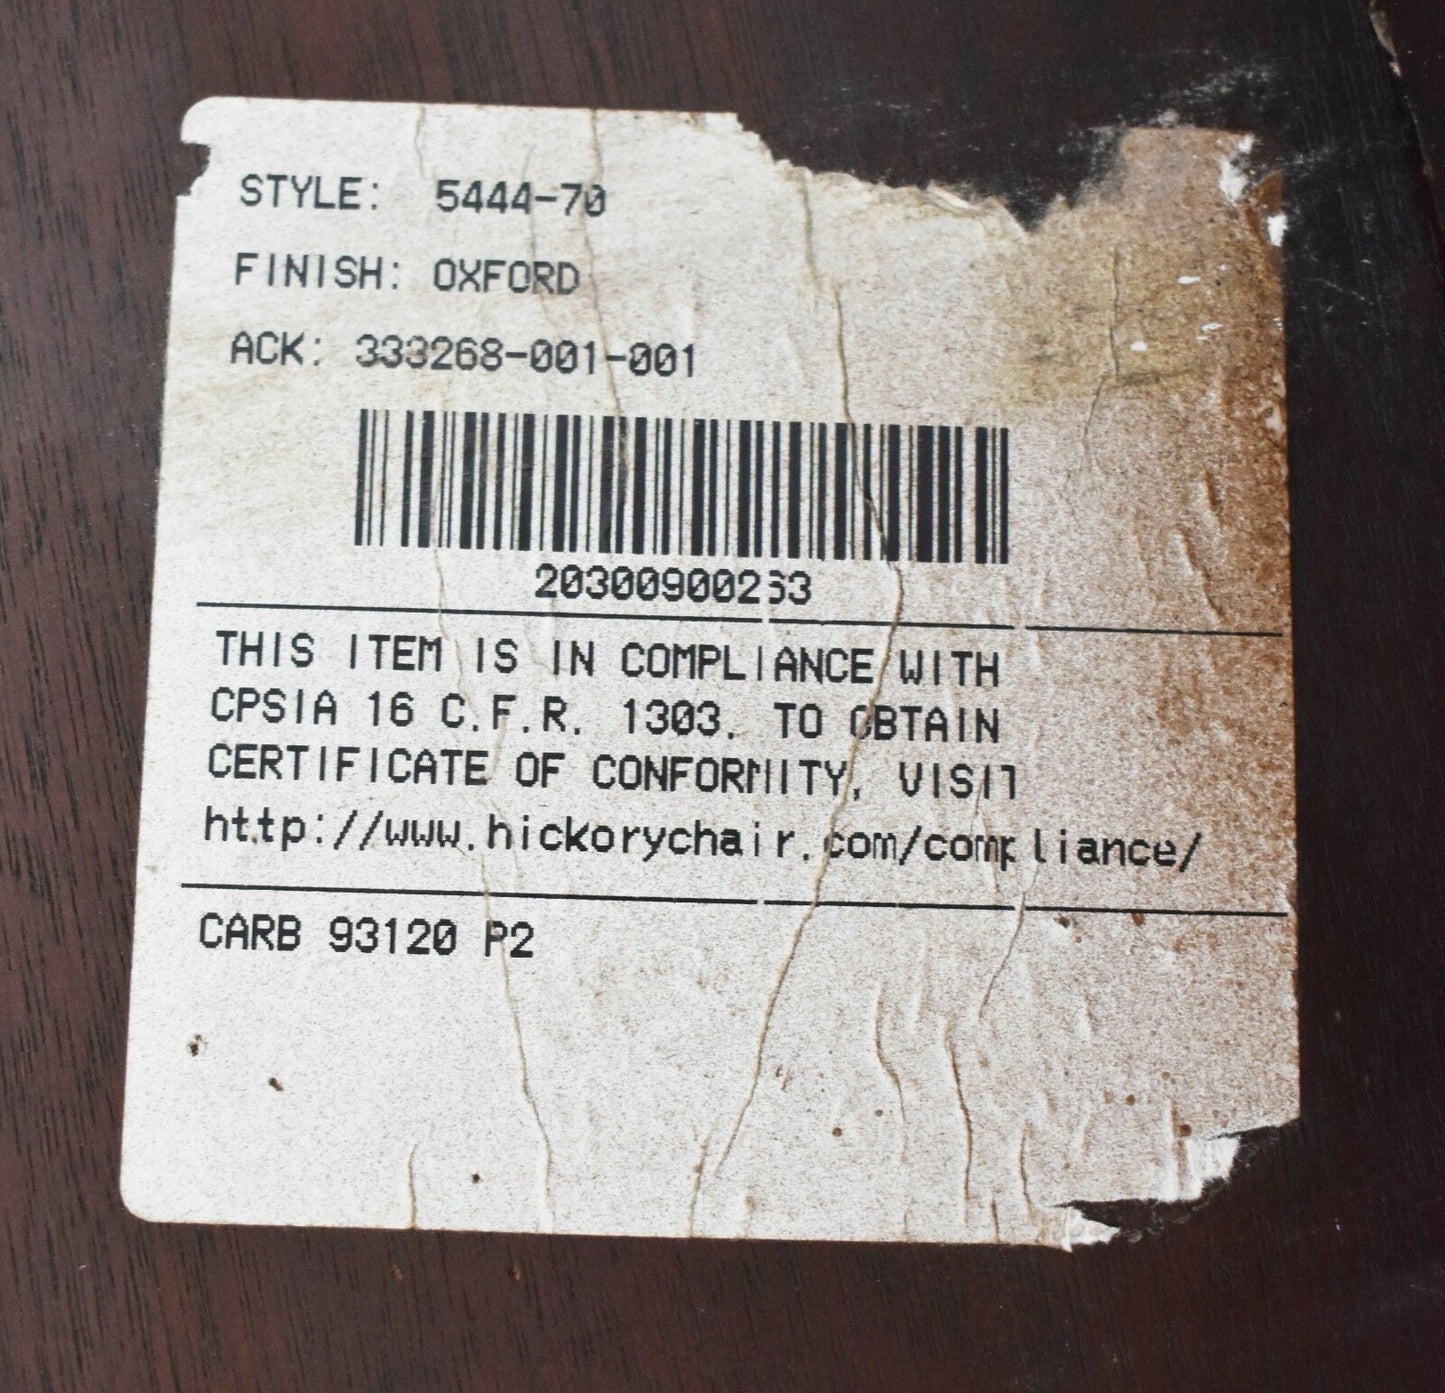 STYLE: 5444-70
FINISH: OXFORD
ACK: 333268-001-001
THIS ITEM IS IN COMPLIANCE WITH
CPSIA 16 C.F.R. 1303. TO OBTAIN
CERTIFICATE OF CONFORMITY, VISIT
http://www.hickorychair.com/compliance/
CARB 93120 P2